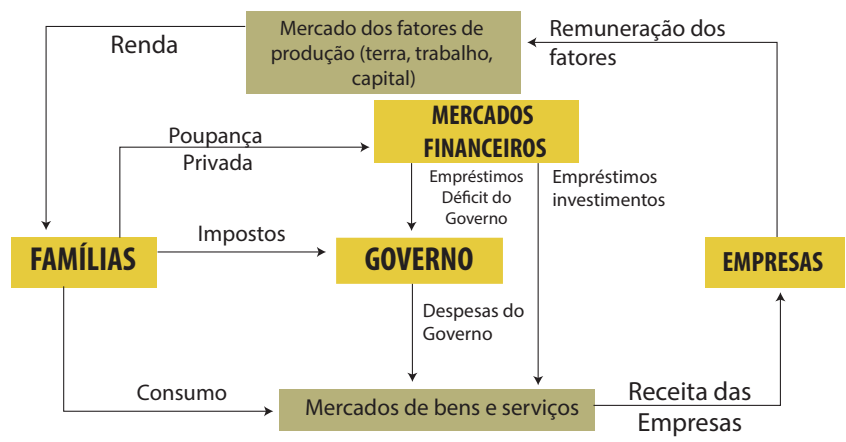 Renda
Mercado dos fatores de
produção (terra, trabalho,
capital)
Remuneração dos
fatores
MERCADOS
FINANCEIROS
Poupança
Privada
Empréstimos
Déficit do
Governo
Empréstimos
investimentos
FAMÍLIAS
Impostos
GOVERNO
EMPRESAS
Despesas do
Governo
Consumo
Mercados de bens e serviços
Receita das
Empresas